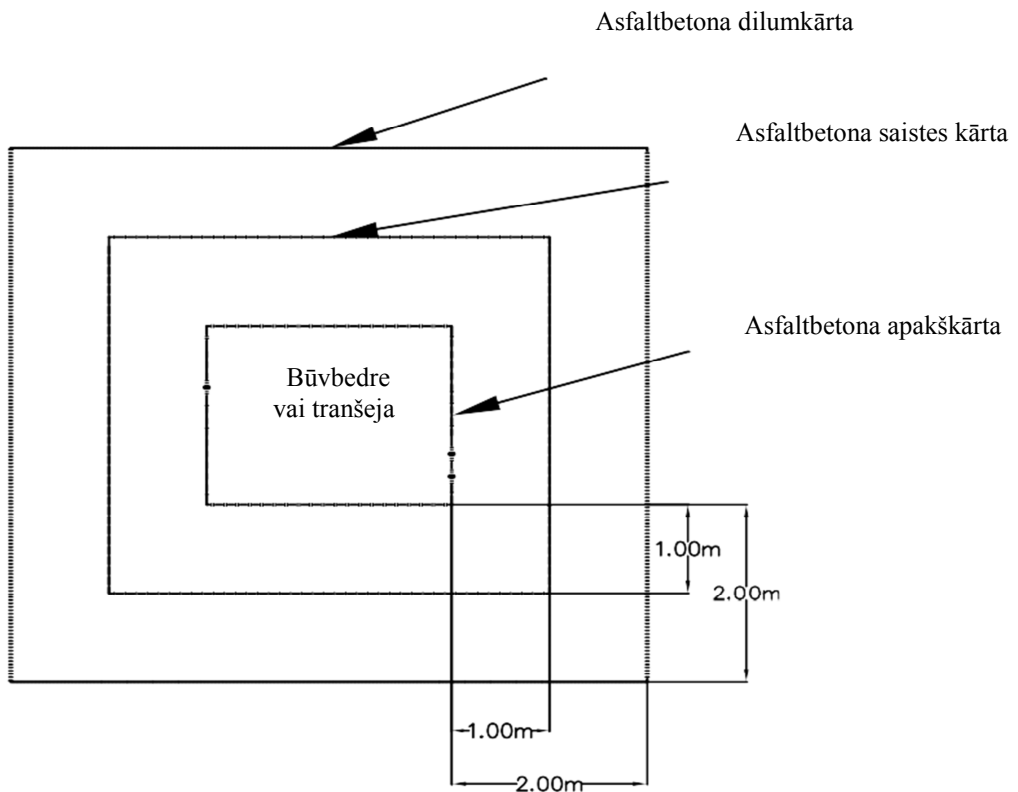 Asfaltbetona dilumkārta
Asfaltbetona saistes kārta
Asfaltbetona apakškārta
Būvbedre
vai tranšeja
1.00m
2.00m
1.00m
2.00m